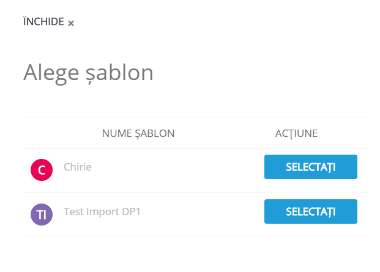 ÎNCHIDE ×
Alege șablon
NUME ȘABLON ACȚIUNE
C Chirie SELECTAȚI
TI Test Import DP1 SELECTAȚI